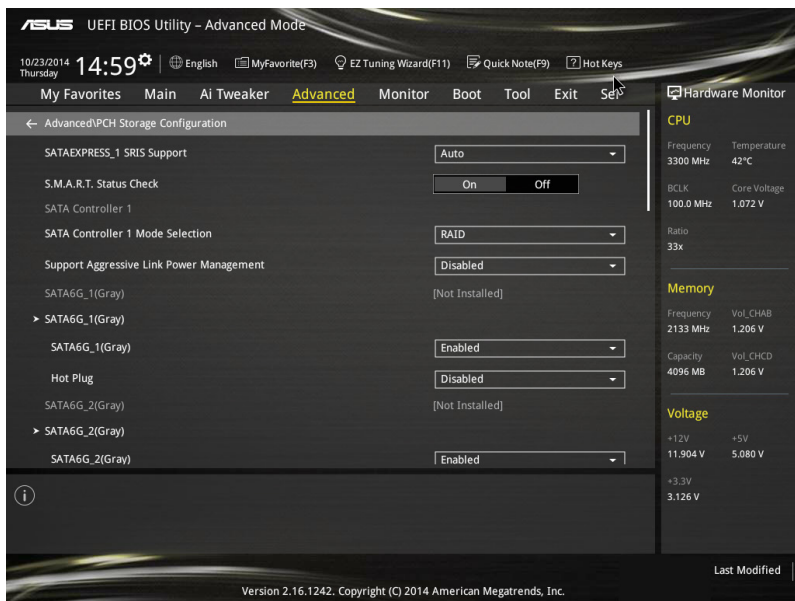 ASUS UEFI BIOS Utility – Advanced Mode
10/23/2014 Thursday 14:59 English MyFavorite(F3) EZ Tuning Wizard(F11) Quick Note(F9) ? Hot Keys
My Favorites Main Ai Tweaker Advanced Monitor Boot Tool Exit
Hardware Monitor
← Advanced\PCH Storage Configuration
SATAEXPRESS_1 SRIS Support Auto
S.M.A.R.T. Status Check On Off
SATA Controller 1
SATA Controller 1 Mode Selection RAID
Support Aggressive Link Power Management Disabled
SATA6G_1(Gray) [Not Installed]
> SATA6G_1(Gray)
SATA6G_1(Gray) Enabled
Hot Plug Disabled
SATA6G_2(Gray) [Not Installed]
> SATA6G_2(Gray)
SATA6G_2(Gray) Enabled
CPU
Frequency Temperature
3300 MHz 42°C
BCLK Core Voltage
100.0 MHz 1.072 V
Ratio
33x
Memory
Frequency Vol_CHAB
2133 MHz 1.206 V
Capacity Vol_CHCD
4096 MB 1.206 V
Voltage
+12V +5V
11.904 V 5.080 V
+3.3V
3.126 V
i
Last Modified
Version 2.16.1242. Copyright (C) 2014 American Megatrends, Inc.